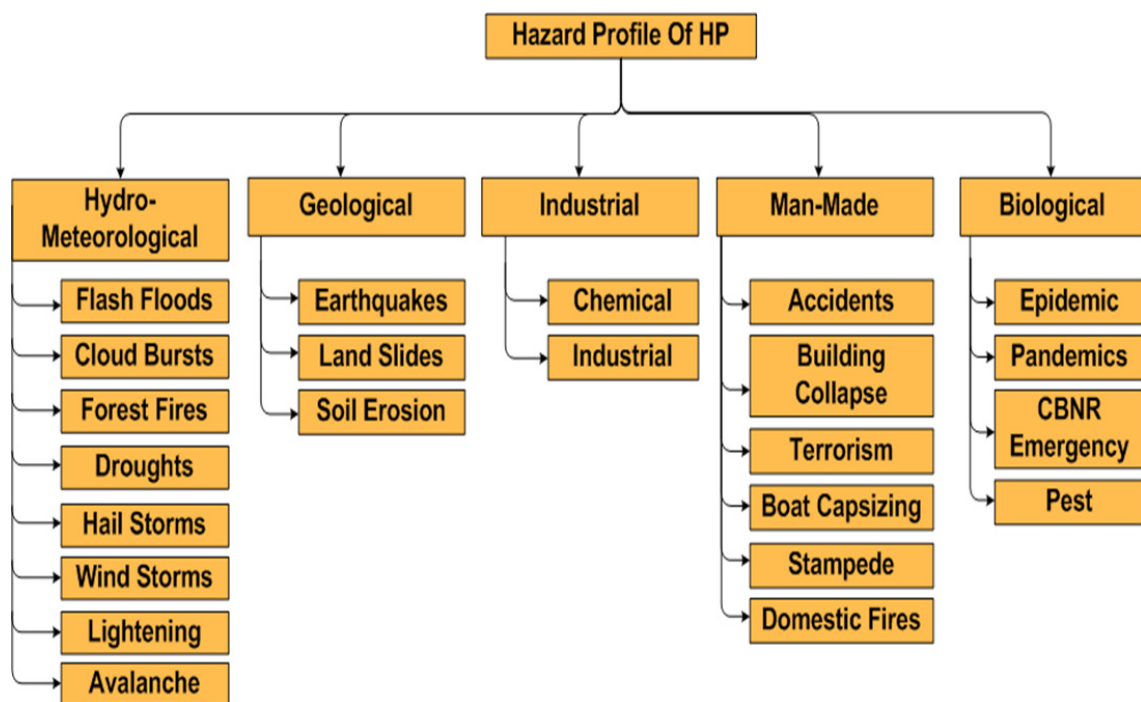 Hazard Profile Of HP
Hydro-
Meteorological
Flash Floods
Cloud Bursts
Forest Fires
Droughts
Hail Storms
Wind Storms
Lightening
Avalanche
Geological
Earthquakes
Land Slides
Soil Erosion
Industrial
Chemical
Industrial
Man-Made
Accidents
Building
Collapse
Terrorism
Boat Capsizing
Stampede
Domestic Fires
Biological
Epidemic
Pandemics
CBNR
Emergency
Pest